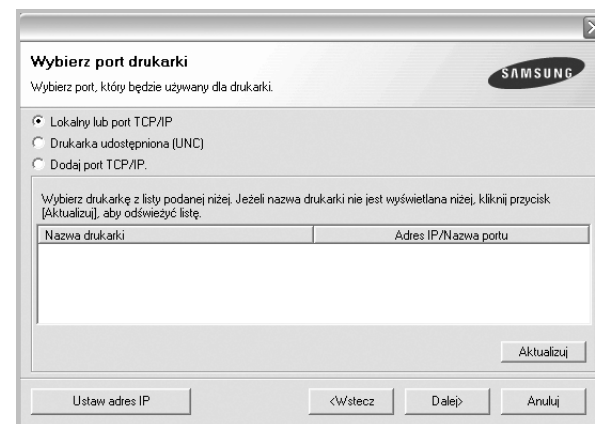 Wybierz port drukarki
Wybierz port, który będzie używany dla drukarki.
SAMSUNG
Lokalny lub port TCP/IP
Drukarka udostępniona (UNC)
Dodaj port TCP/IP.
Wybierz drukarkę z listy podanej niżej. Jeżeli nazwa drukarki nie jest wyświetlana niżej, kliknij przycisk
[Aktualizuj], aby odświeżyć listę.
Nazwa drukarki Adres IP/Nazwa portu
Aktualizuj
Ustaw adres IP <Wstecz Dalej> Anuluj